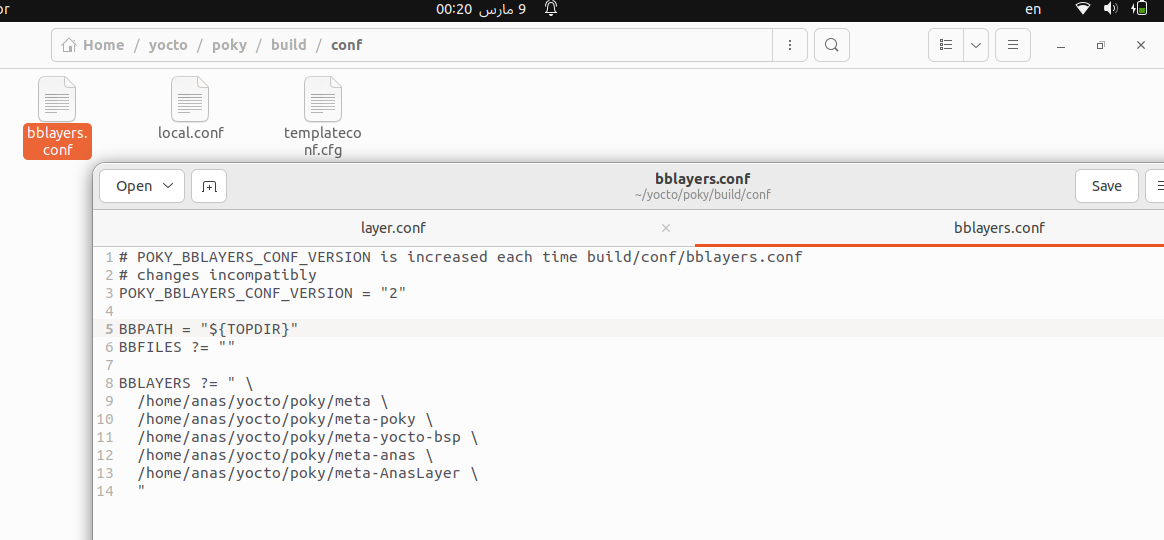 or
9 مارس 00:20
en
Home / yocto / poky / build / conf
bblayers.
conf
local.conf
templateco
nf.cfg
Open
bblayers.conf
~/yocto/poky/build/conf
Save
layer.conf
bblayers.conf
1 # POKY_BBLAYERS_CONF_VERSION is increased each time build/conf/bblayers.conf
2 # changes incompatibly
3 POKY_BBLAYERS_CONF_VERSION = "2"
4
5 BBPATH = "${TOPDIR}"
6 BBFILES ?= ""
7
8 BBLAYERS ?= " \
9   /home/anas/yocto/poky/meta \
10   /home/anas/yocto/poky/meta-poky \
11   /home/anas/yocto/poky/meta-yocto-bsp \
12   /home/anas/yocto/poky/meta-anas \
13   /home/anas/yocto/poky/meta-AnasLayer \
14   "